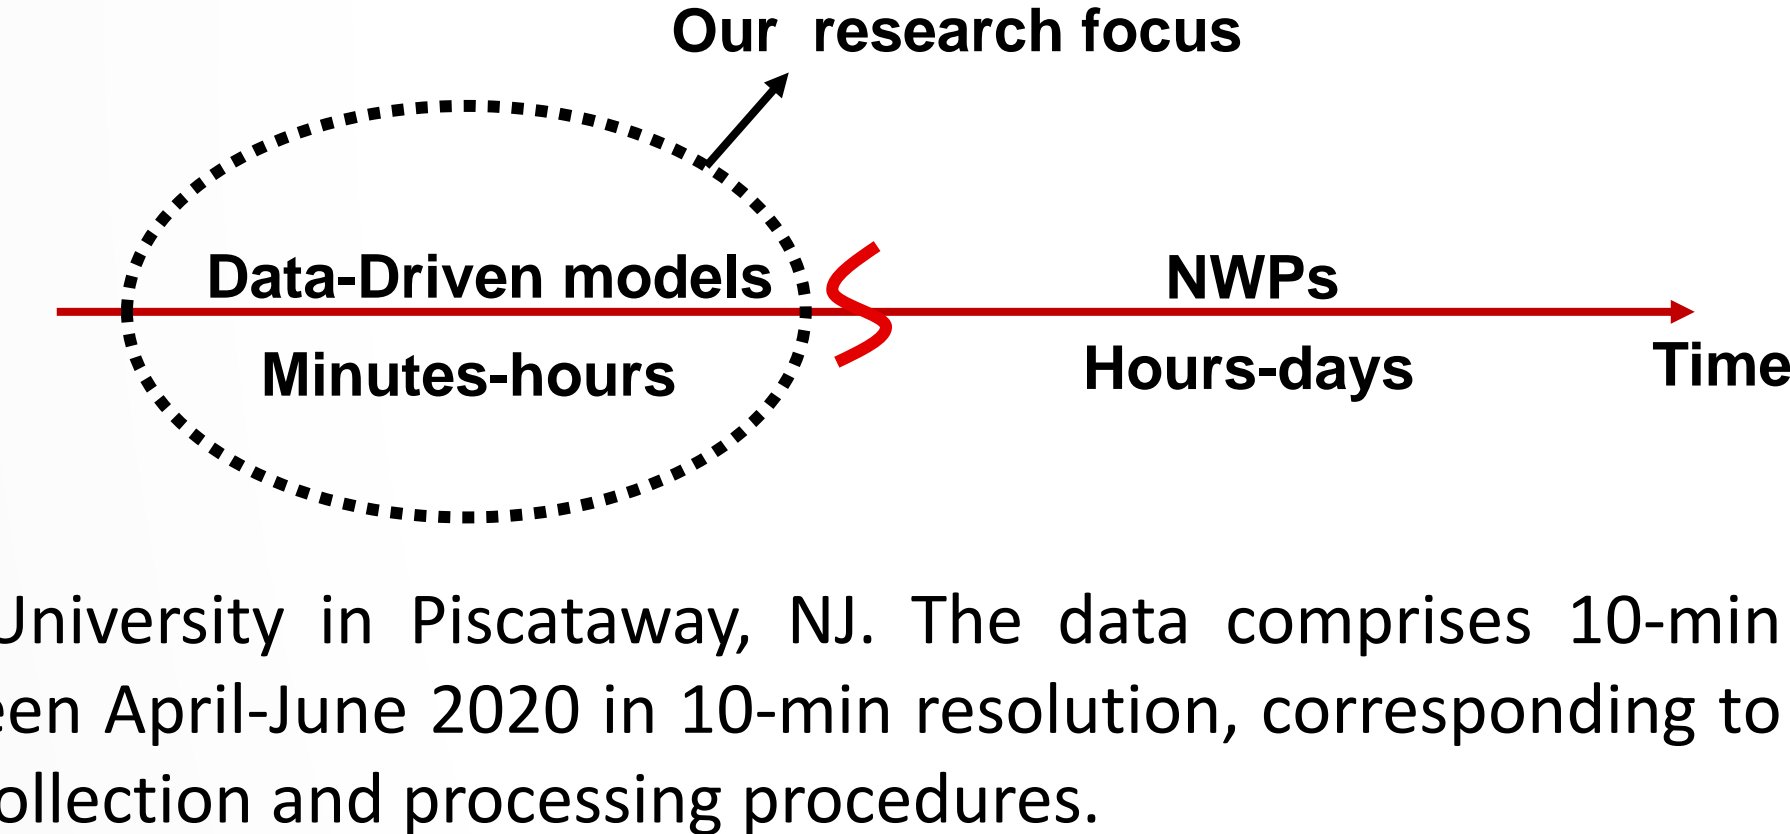 Our research focus
Data-Driven models
NWPs
Minutes-hours
Hours-days
Time
University in Piscataway, NJ. The data comprises 10-min
een April-June 2020 in 10-min resolution, corresponding to
ollection and processing procedures.